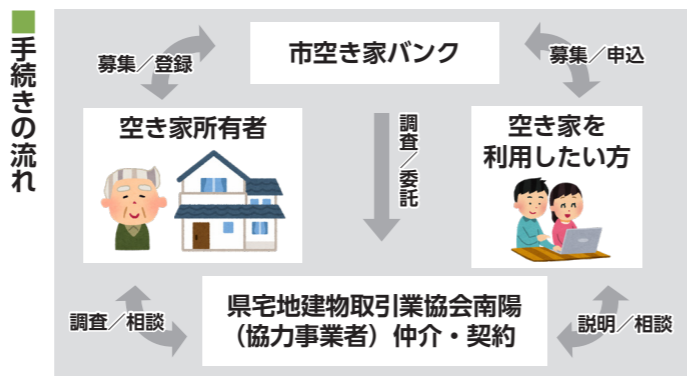 ■手続きの流れ
市空き家バンク
募集／登録
募集／申込
空き家所有者
調査／委託
空き家を
利用したい方
県宅地建物取引業協会南陽
（協力事業者）仲介・契約
調査／相談
説明／相談